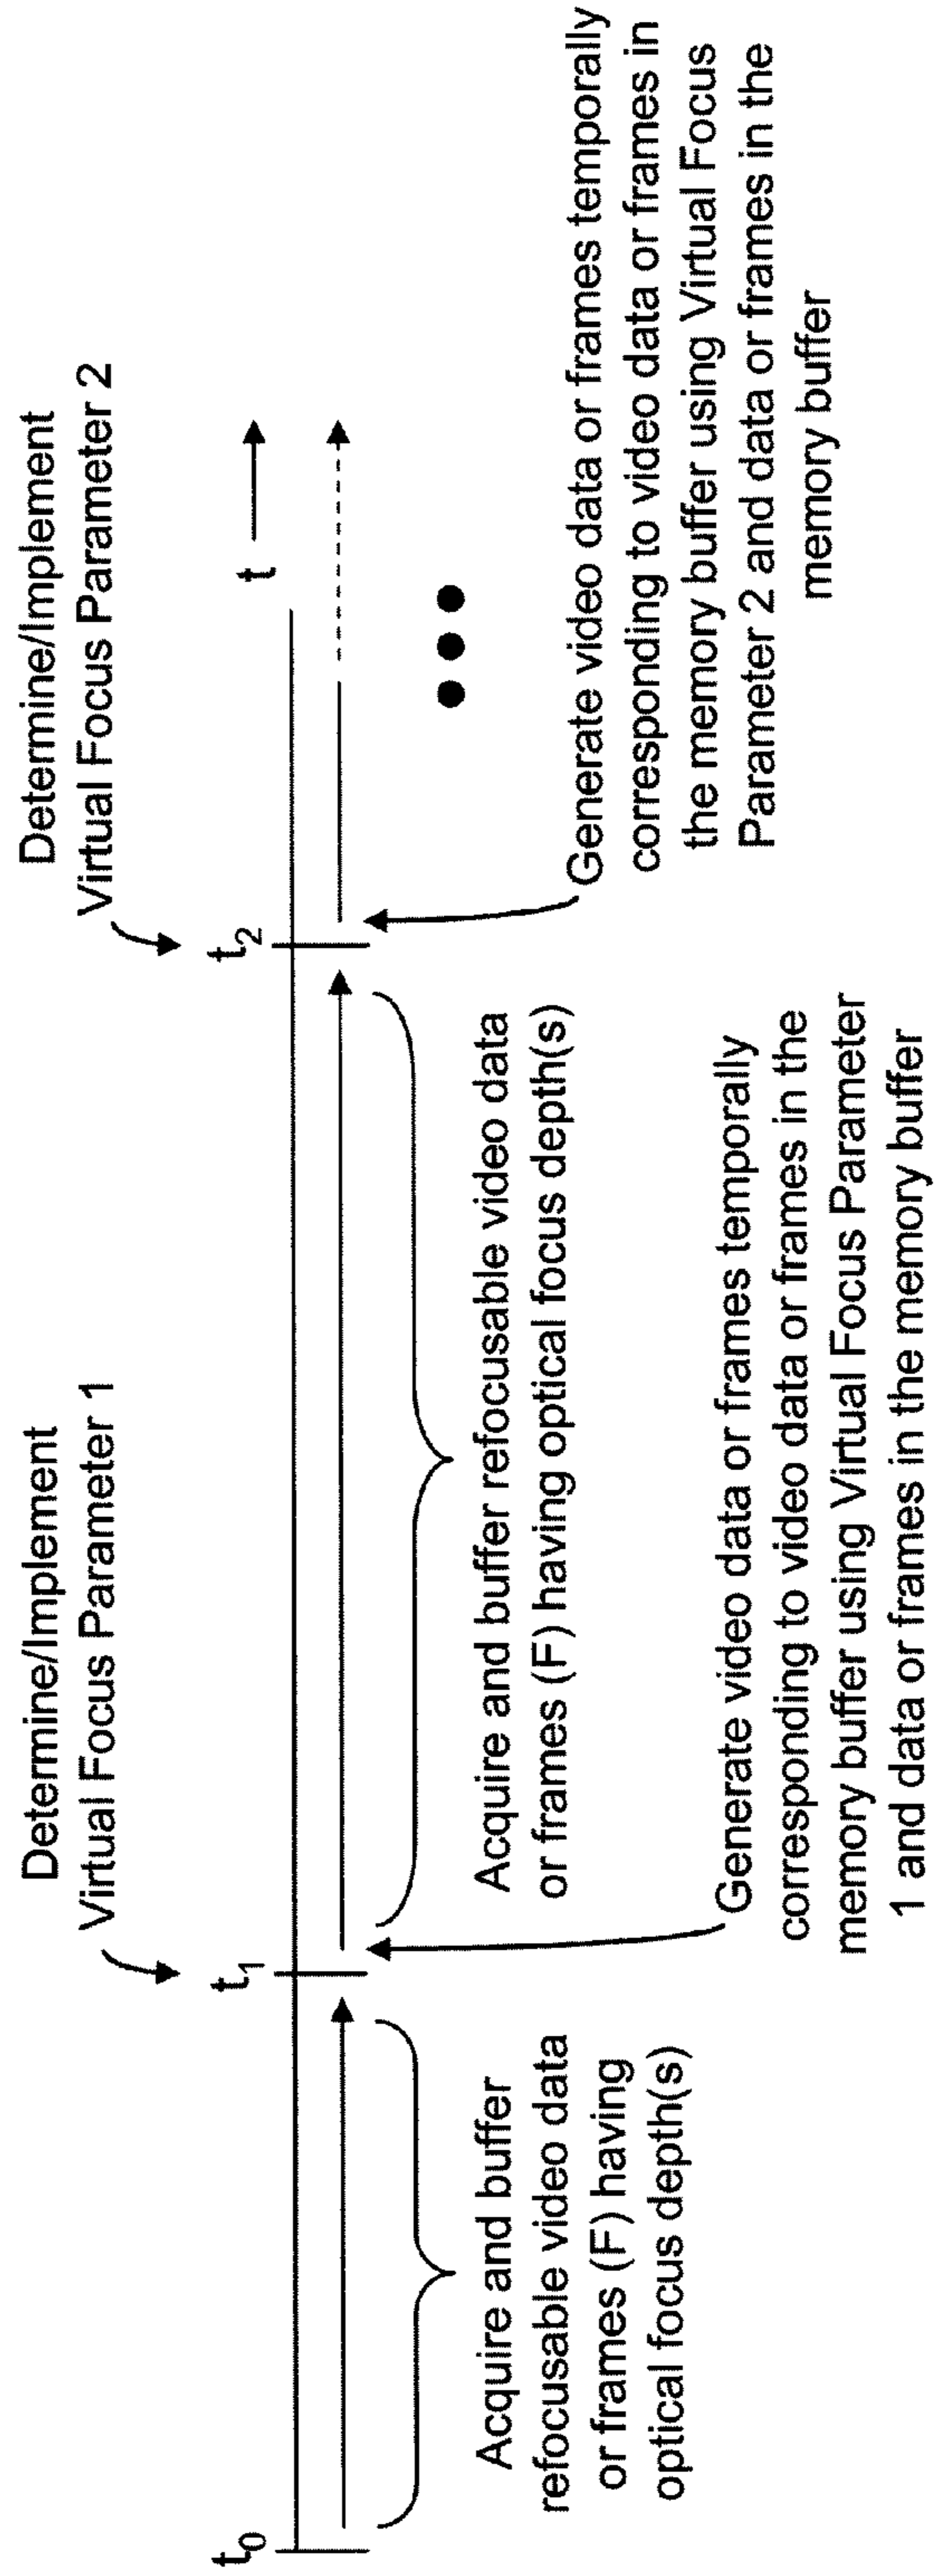 Determine/Implement
Virtual Focus Parameter 1
Determine/Implement
Virtual Focus Parameter 2
t0
t1
t2
t
Acquire and buffer
refocusable video data
or frames (F) having
optical focus depth(s)
Acquire and buffer refocusable video data
or frames (F) having optical focus depth(s)
Generate video data or frames temporally
corresponding to video data or frames in the
memory buffer using Virtual Focus Parameter
1 and data or frames in the memory buffer
Generate video data or frames temporally
corresponding to video data or frames in
the memory buffer using Virtual Focus
Parameter 2 and data or frames in the
memory buffer